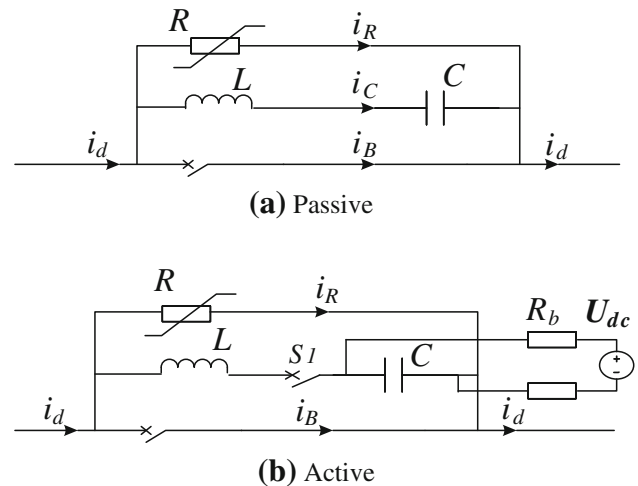 R
i_R
L
i_C
C
i_d
i_B
i_d
(a) Passive
R
i_R
R_b
U_dc
L
S1
C
i_d
i_B
i_d
(b) Active